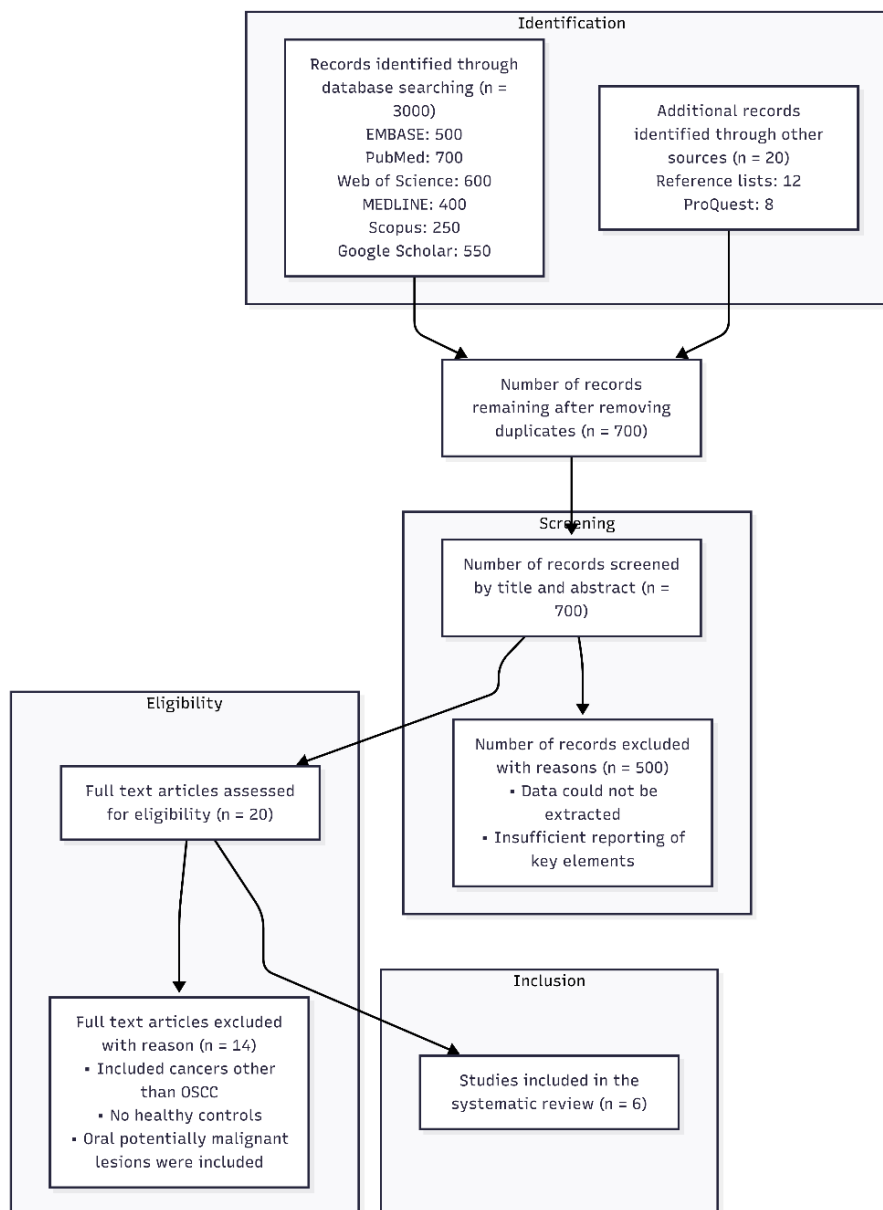 Identification
Records identified through
database searching (n =
3000)
EMBASE: 500
PubMed: 700
Web of Science: 600
MEDLINE: 400
Scopus: 250
Google Scholar: 550
Additional records
identified through other
sources (n = 20)
Reference lists: 12
ProQuest: 8
Number of records
remaining after removing
duplicates (n = 700)
Screening
Number of records screened
by title and abstract (n =
700)
Number of records excluded
with reasons (n = 500)
▪ Data could not be
extracted
▪ Insufficient reporting of
key elements
Eligibility
Full text articles assessed
for eligibility (n = 20)
Full text articles excluded
with reason (n = 14)
▪ Included cancers other
than OSCC
▪ No healthy controls
▪ Oral potentially malignant
lesions were included
Inclusion
Studies included in the
systematic review (n = 6)